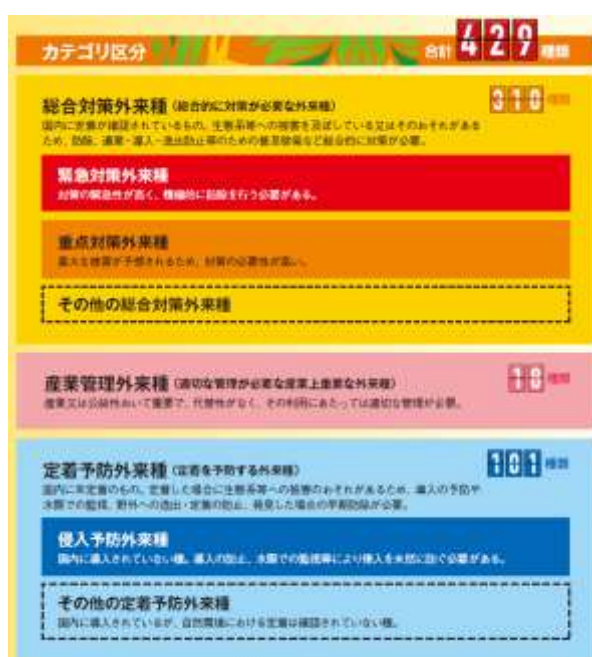 カテゴリ区分
合計 429 種類
総合対策外来種（総合的に対策が必要な外来種）
310 種類
国内に定着が確認されているもの。生態系等への被害を及ぼしている又はそのおそれがある
ため、防除、遺棄・導入・逸出防止等のための普及啓発など総合的に対策が必要。
緊急対策外来種
対策の緊急性が高く、積極的に防除を行う必要がある。
重点対策外来種
甚大な被害が予想されるため、対策の必要性が高い。
その他の総合対策外来種
産業管理外来種（適切な管理が必要な産業上重要な外来種）
18 種類
産業又は公益性おいて重要で、代替性がなく、その利用にあたっては適切な管理が必要。
定着予防外来種（定着を予防する外来種）
101 種類
国内に未定着のもの。定着した場合に生態系等への被害のおそれがあるため、導入の予防や
水際での監視、野外への逸出・定着の防止、発見した場合の早期防除が必要。
侵入予防外来種
国内に導入されていない種。導入の防止、水際での監視等により侵入を未然に防ぐ必要がある。
その他の定着予防外来種
国内に導入されているが、自然環境における定着は確認されていない種。